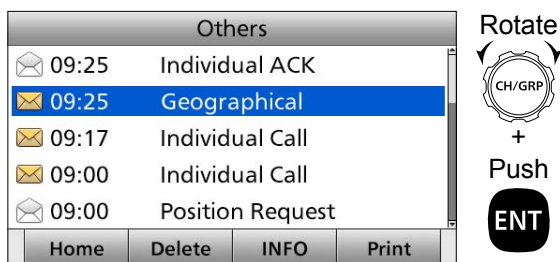 Others
09:25 Individual ACK
09:25 Geographical
09:17 Individual Call
09:00 Individual Call
09:00 Position Request
Home Delete INFO Print
Rotate
CH/GRP
+
Push
ENT